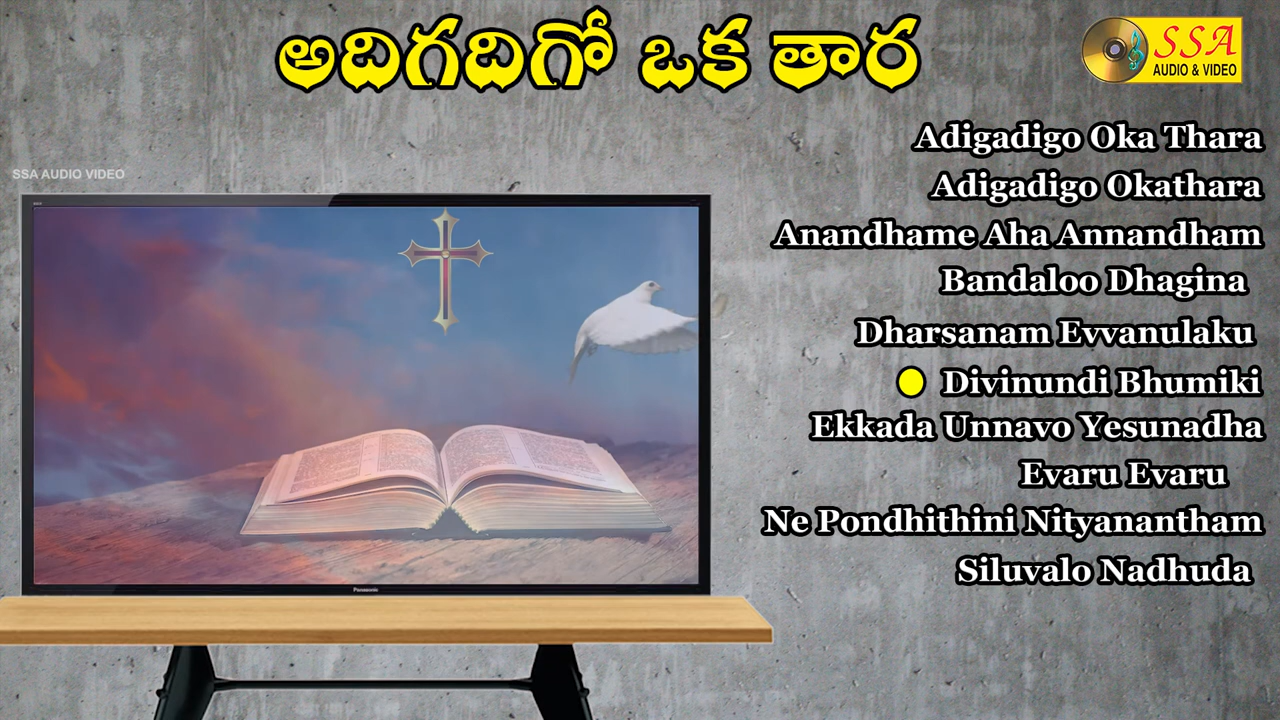 అదిగదిగో ఒక తార
SSA
AUDIO & VIDEO
Adigadigo Oka Thara
SSA AUDIO VIDEO
Adigadigo Okathara
Anandhame Aha Annandham
Bandaloo Dhagina
Dharsanam Evvanulaku
Divinundi Bhumiki
Ekkada Unnavo Yesunadha
Evaru Evaru
Ne Pondhithini Nityanantham
Siluvalo Nadhuda
Panasonic